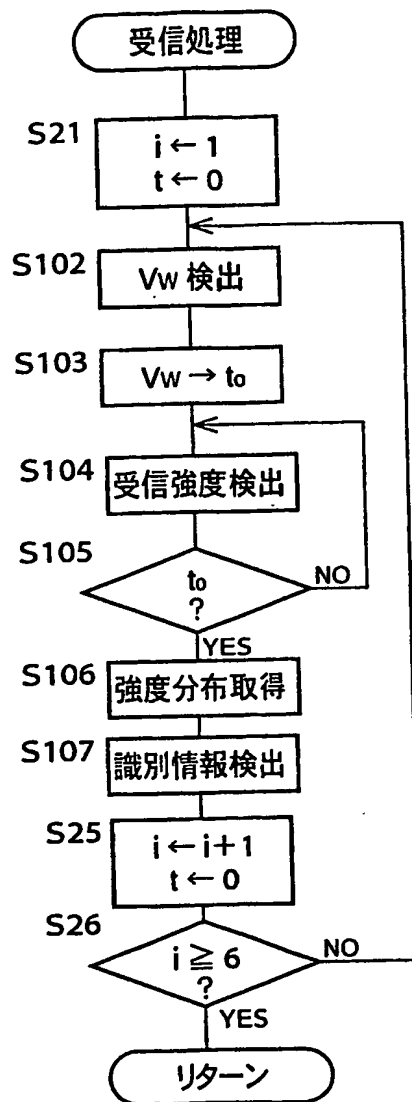 受信処理
S21
i ← 1
t ← 0
S102
Vw 検出
S103
Vw → t₀
S104
受信強度検出
S105
t₀
?
NO
YES
S106
強度分布取得
S107
識別情報検出
S25
i ← i+1
t ← 0
S26
i ≧ 6
?
NO
YES
リターン